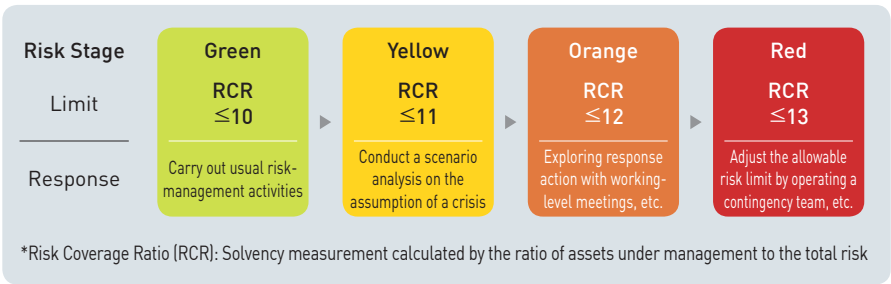 Risk Stage
Green
Yellow
Orange
Red
Limit
RCR
≤10
RCR
≤11
RCR
≤12
RCR
≤13
Response
Carry out usual risk-
management activities
Conduct a scenario
analysis on the
assumption of a crisis
Exploring response
action with working-
level meetings, etc.
Adjust the allowable
risk limit by operating a
contingency team, etc.
*Risk Coverage Ratio (RCR): Solvency measurement calculated by the ratio of assets under management to the total risk